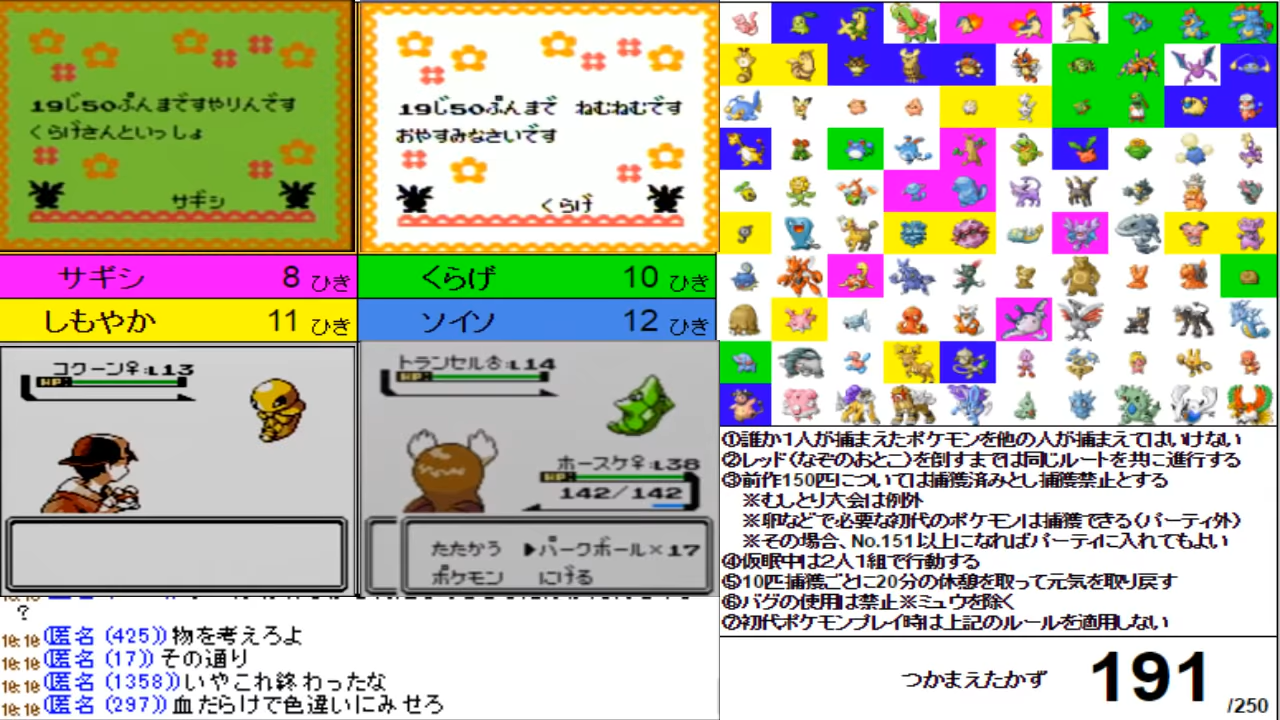 19じ50ぷんまですやりんです
くらげさんといっしょ
サギシ
19じ50ぷんまで ねむねむです
おやすみなさいです
くらげ
サギシ 8 ひき
くらげ 10 ひき
しもやか 11 ひき
ソイソ 12 ひき
コクーン♀:L13
HP
トランセル♂:L14
HP
ホースケ♀:L38
HP
142/142
たたかう ▶パークボール×17
ポケモン にげる
?
18:18 (匿名 (425)) 物を考えろよ
18:18 (匿名 (17)) その通り
18:18 (匿名 (1358)) いやこれ終わったな
18:18 (匿名 (297)) 血だらけで色違いにみせろ
①誰か1人が捕まえたポケモンを他の人が捕まえてはいけない
②レッド(なぞのおとこ)を倒すまでは同じルートを共に進行する
③前作150匹については捕獲済みとし捕獲禁止とする
※むしとり大会は例外
※卵などで必要な初代のポケモンは捕獲できる(パーティ外)
※その場合、No.151以上になればパーティに入れてもよい
④仮眠中は2人1組で行動する
⑤10匹捕獲ごとに20分の休憩を取って元気を取り戻す
⑥バグの使用は禁止※ミュウを除く
⑦初代ポケモンプレイ時は上記のルールを適用しない
つかまえたかず 191 /250